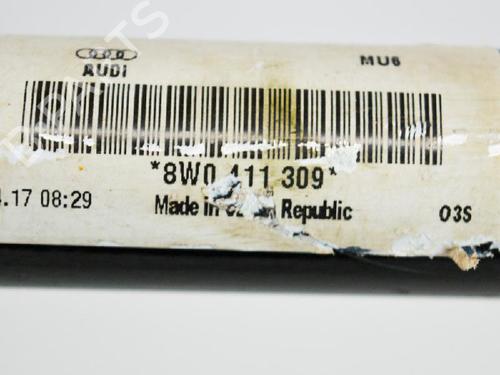 AUDI MU6
*8W0 411 309*
.17 08:29 Made in Republic 03S